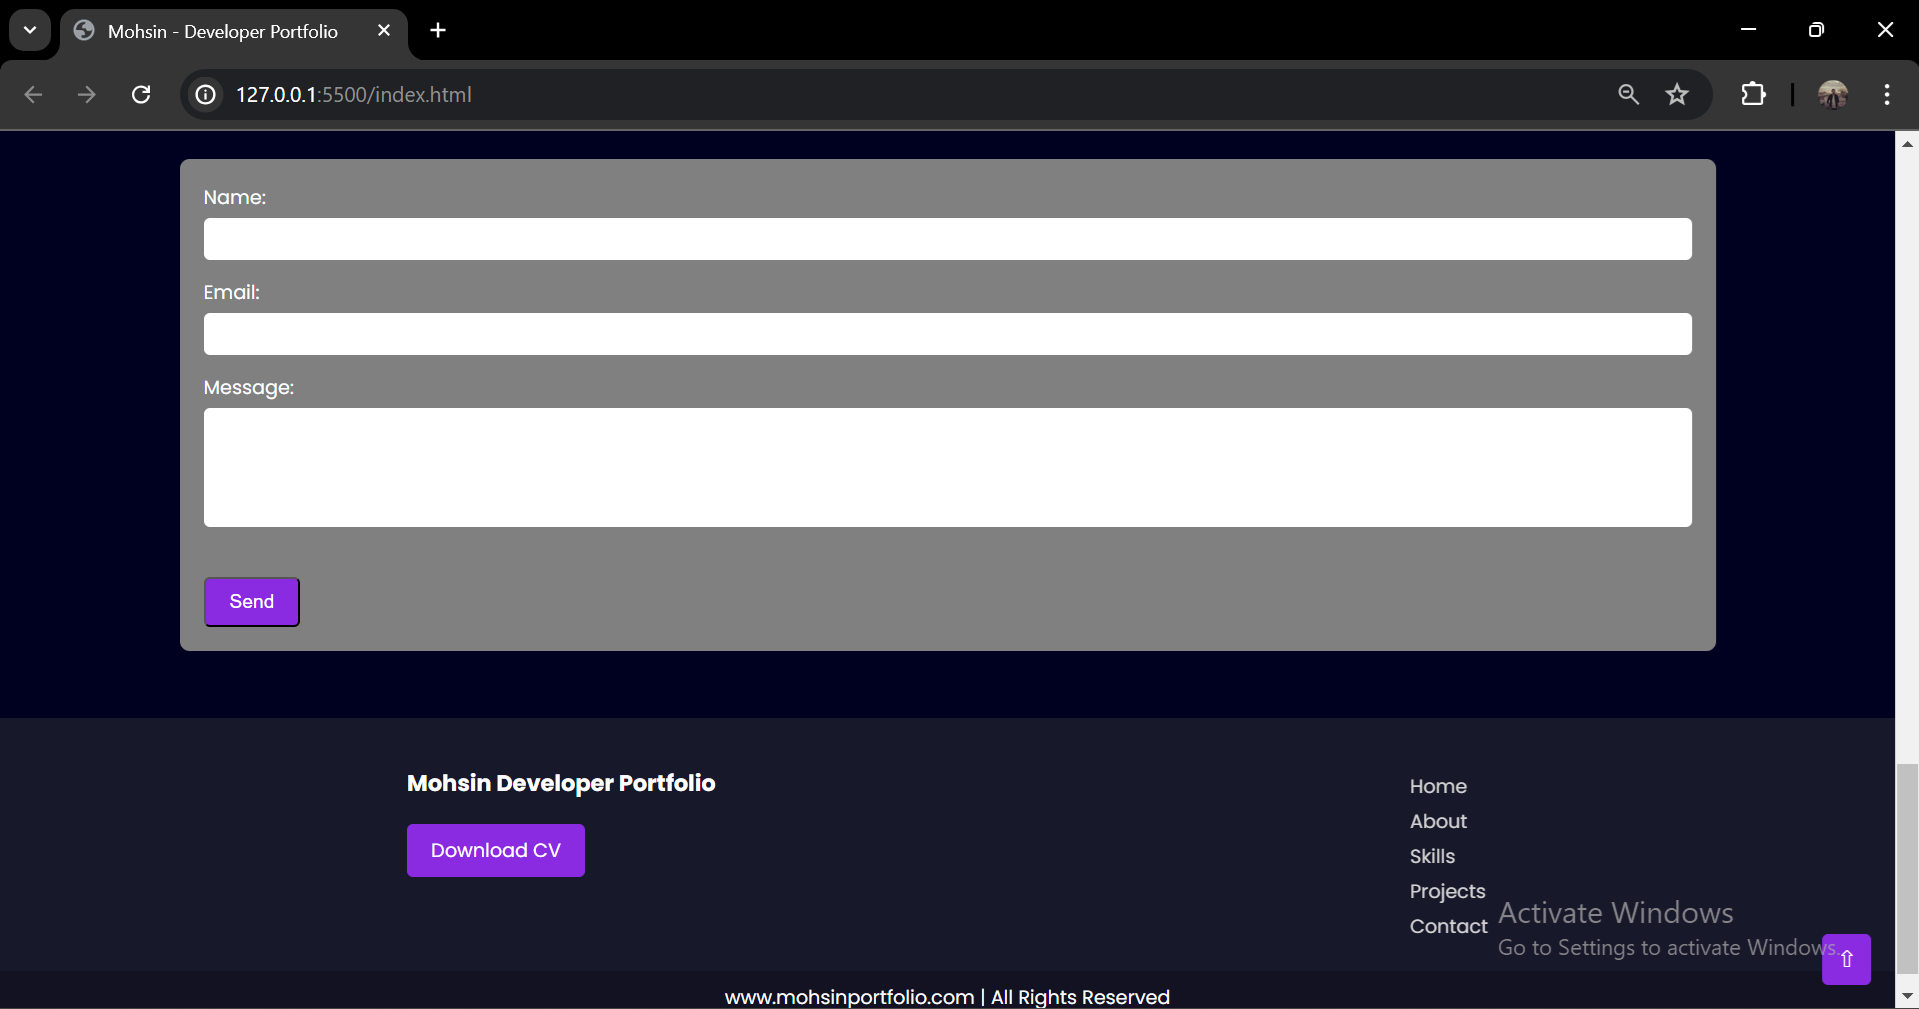 Mohsin - Developer Portfolio
127.0.0.1:5500/index.html
Name:
Email:
Message:
Send
Mohsin Developer Portfolio
Download CV
Home
About
Skills
Projects
Contact
Activate Windows
Go to Settings to activate Windows.
⇧
www.mohsinportfolio.com | All Rights Reserved